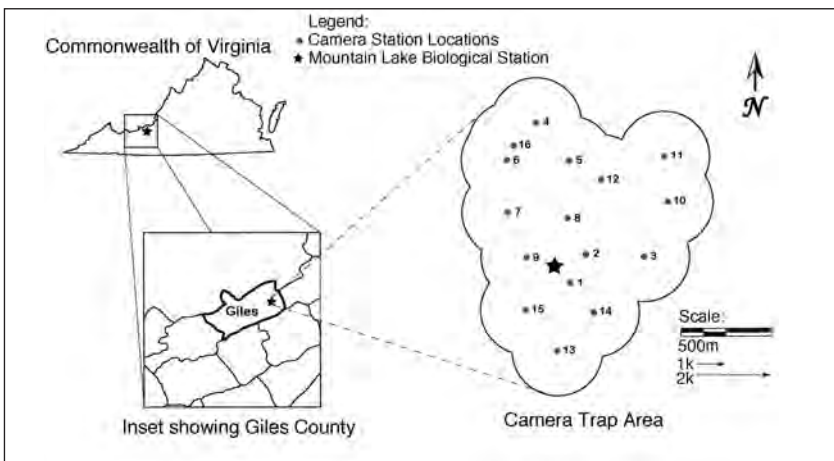 Legend:
Commonwealth of Virginia
Camera Station Locations
Mountain Lake Biological Station
N
4
16
6
5
11
12
10
7
8
9
2
3
1
15
14
13
Giles
Scale:
500m
1k
2k
Inset showing Giles County
Camera Trap Area